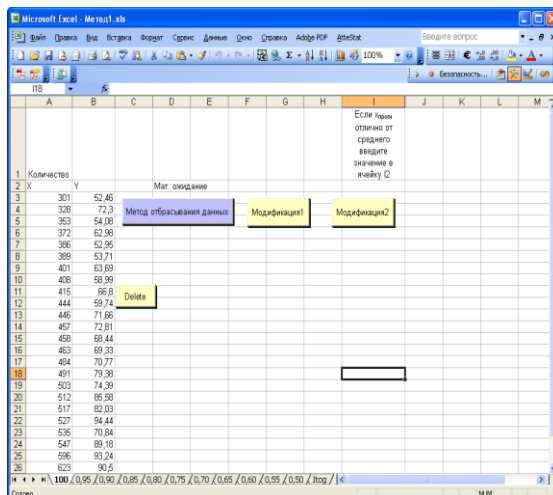 Microsoft Excel - Метод1.xls
Файл Правка Вид Вставка Формат Сервис Данные Окно Справка Adobe PDF AtteStat Введите вопрос
100%
Безопасность...
I18 fx
A B C D E F G H I J K L M
1 Количество Если xпрогн отлично от среднего введите значение в ячейку I2
2 X Y Мат. ожидание
3 301 52,46
4 328 72,3 Метод отбрасывания данных Модификация1 Модификация2
5 353 54,08
6 372 62,98
7 386 52,95
8 389 53,71
9 401 63,69
10 408 58,99
11 415 66,8 Delete
12 444 59,74
13 446 71,66
14 457 72,81
15 458 68,44
16 463 69,33
17 484 70,77
18 491 79,38
19 503 74,39
20 512 85,58
21 517 82,03
22 527 94,44
23 535 70,84
24 547 89,18
25 596 93,24
26 623 90,5
100 / 0,95 / 0,90 / 0,85 / 0,80 / 0,75 / 0,70 / 0,65 / 0,60 / 0,55 / 0,50 / Itog /
Готово NUM